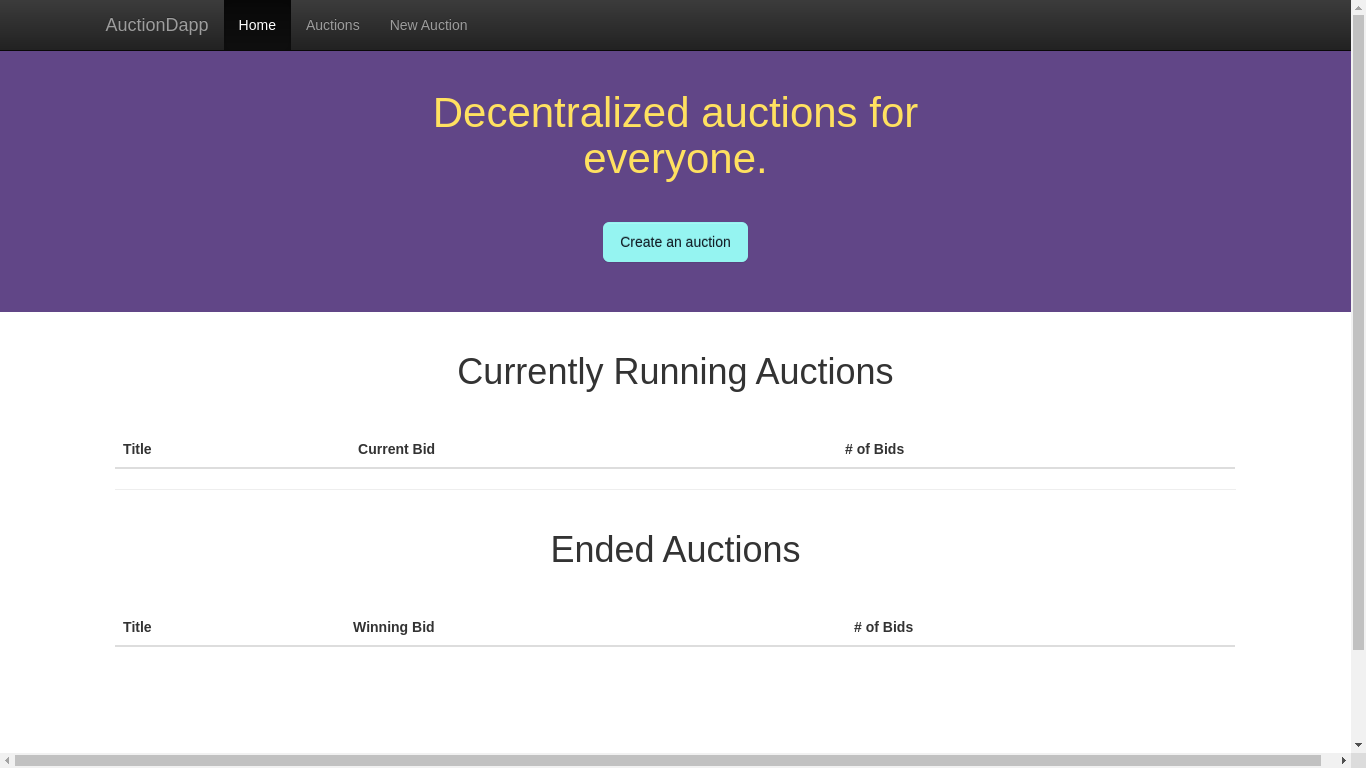 AuctionDapp Home Auctions New Auction
Decentralized auctions for
everyone.
Create an auction
Currently Running Auctions
Title Current Bid # of Bids
Ended Auctions
Title Winning Bid # of Bids